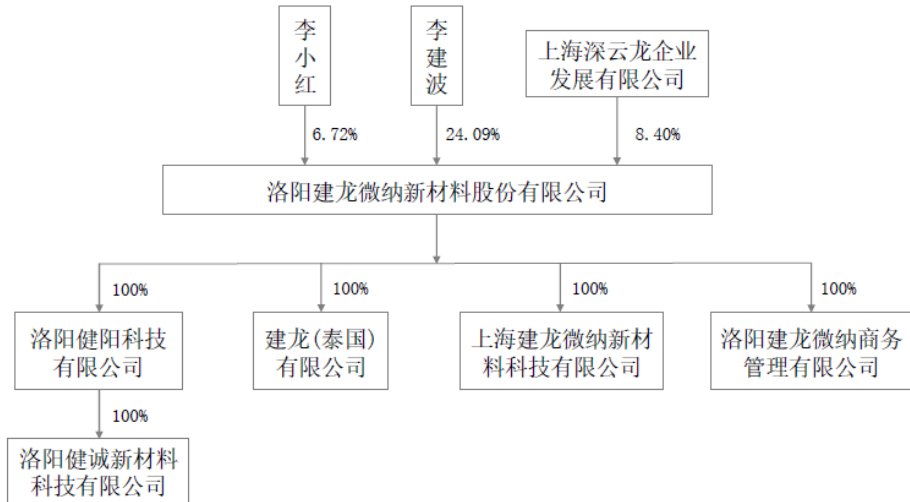 李小红
李建波
上海深云龙企业
发展有限公司
6.72%
24.09%
8.40%
洛阳建龙微纳新材料股份有限公司
100%
100%
100%
100%
洛阳健阳科技
有限公司
建龙(泰国)
有限公司
上海建龙微纳新材
料科技有限公司
洛阳建龙微纳商务
管理有限公司
100%
洛阳健诚新材料
科技有限公司